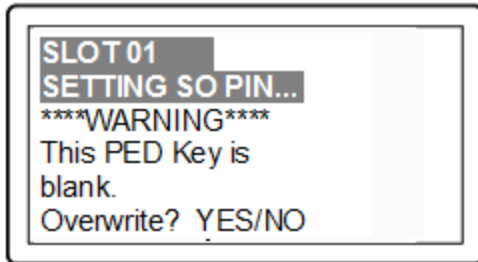 SLOT 01
SETTING SO PIN...
****WARNING****
This PED Key is
blank.
Overwrite? YES/NO